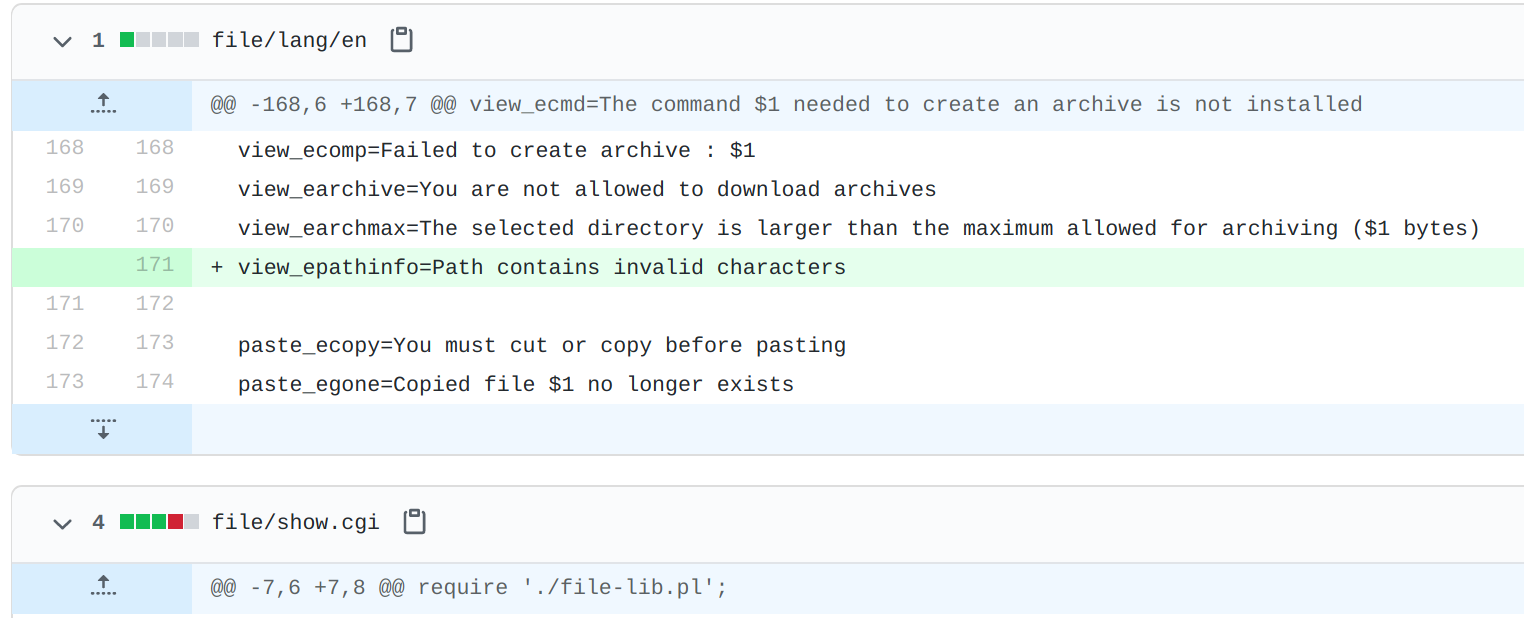 1 file/lang/en
@@ -168,6 +168,7 @@ view_ecmd=The command $1 needed to create an archive is not installed
168 168 view_ecomp=Failed to create archive : $1
169 169 view_earchive=You are not allowed to download archives
170 170 view_earchmax=The selected directory is larger than the maximum allowed for archiving ($1 bytes)
171 + view_epathinfo=Path contains invalid characters
171 172
172 173 paste_ecopy=You must cut or copy before pasting
173 174 paste_egone=Copied file $1 no longer exists
4 file/show.cgi
@@ -7,6 +7,8 @@ require './file-lib.pl';